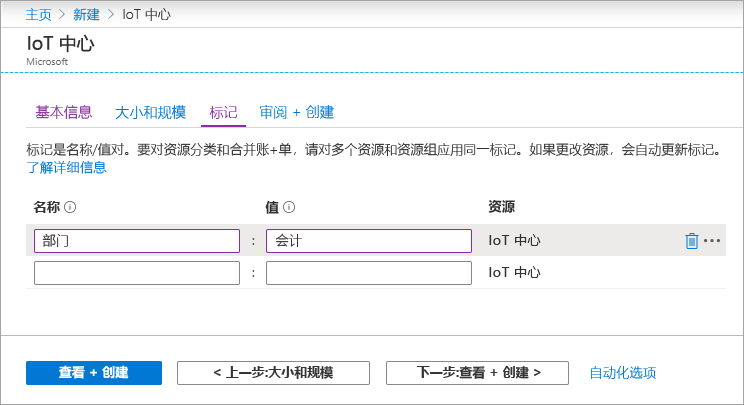 主页 > 新建 > IoT 中心
IoT 中心
Microsoft
基本信息 大小和规模 标记 审阅 + 创建
标记是名称/值对。要对资源分类和合并账+单，请对多个资源和资源组应用同一标记。如果更改资源，会自动更新标记。
了解详细信息
名称 值 资源
部门 : 会计 IoT 中心
: IoT 中心
查看 + 创建 < 上一步:大小和规模 下一步:查看 + 创建 > 自动化选项